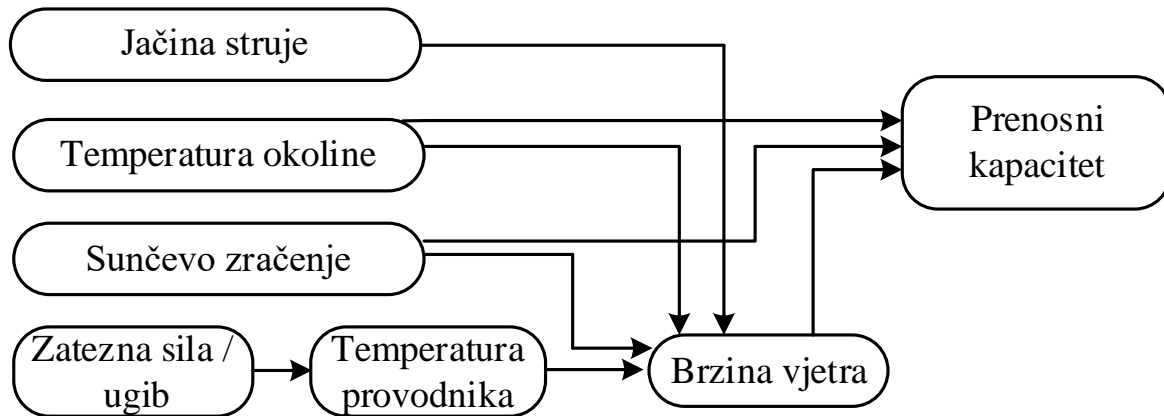 Jačina struje
Prenosni
kapacitet
Temperatura okoline
Sunčevo zračenje
Zatezna sila /
ugib
Temperatura
provodnika
Brzina vjetra